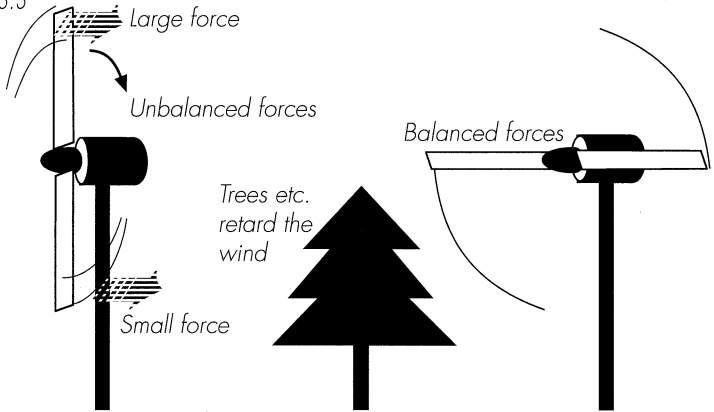 Large force
Unbalanced forces
Balanced forces
Trees etc.
retard the
wind
Small force